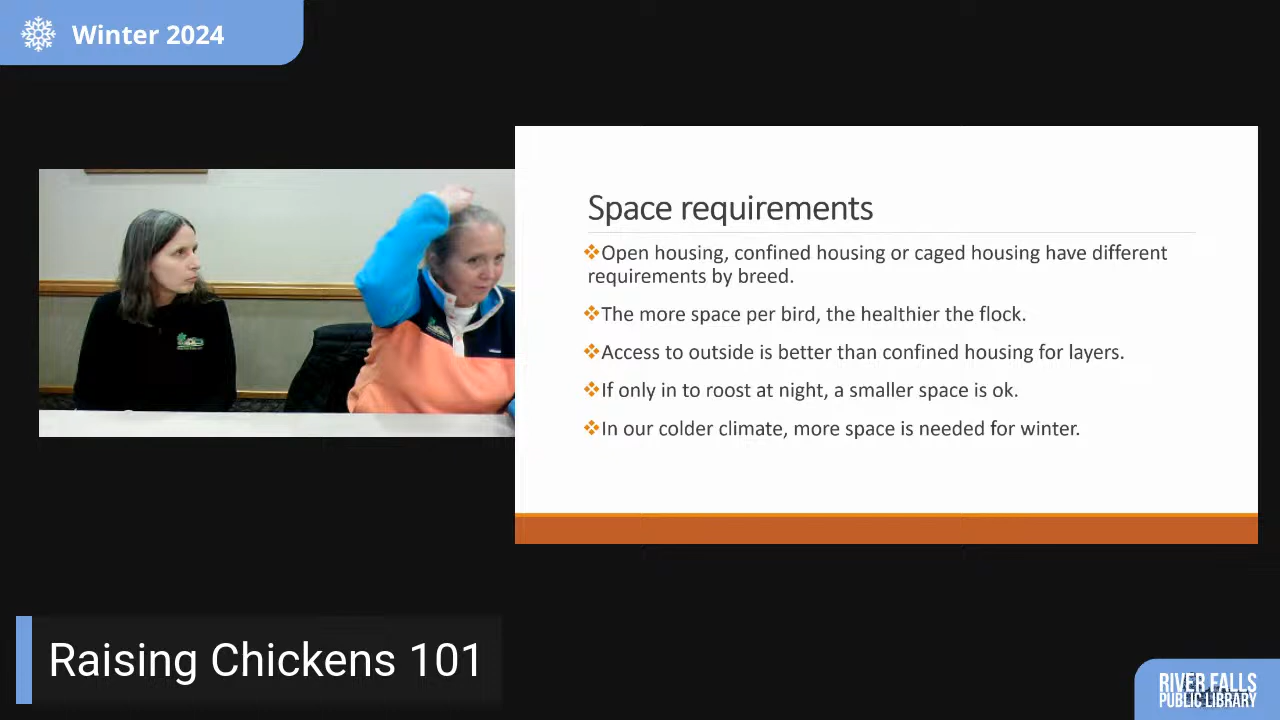 Winter 2024
Space requirements
❖Open housing, confined housing or caged housing have different
requirements by breed.
❖The more space per bird, the healthier the flock.
❖Access to outside is better than confined housing for layers.
❖If only in to roost at night, a smaller space is ok.
❖In our colder climate, more space is needed for winter.
Raising Chickens 101
RIVER FALLS
PUBLIC LIBRARY